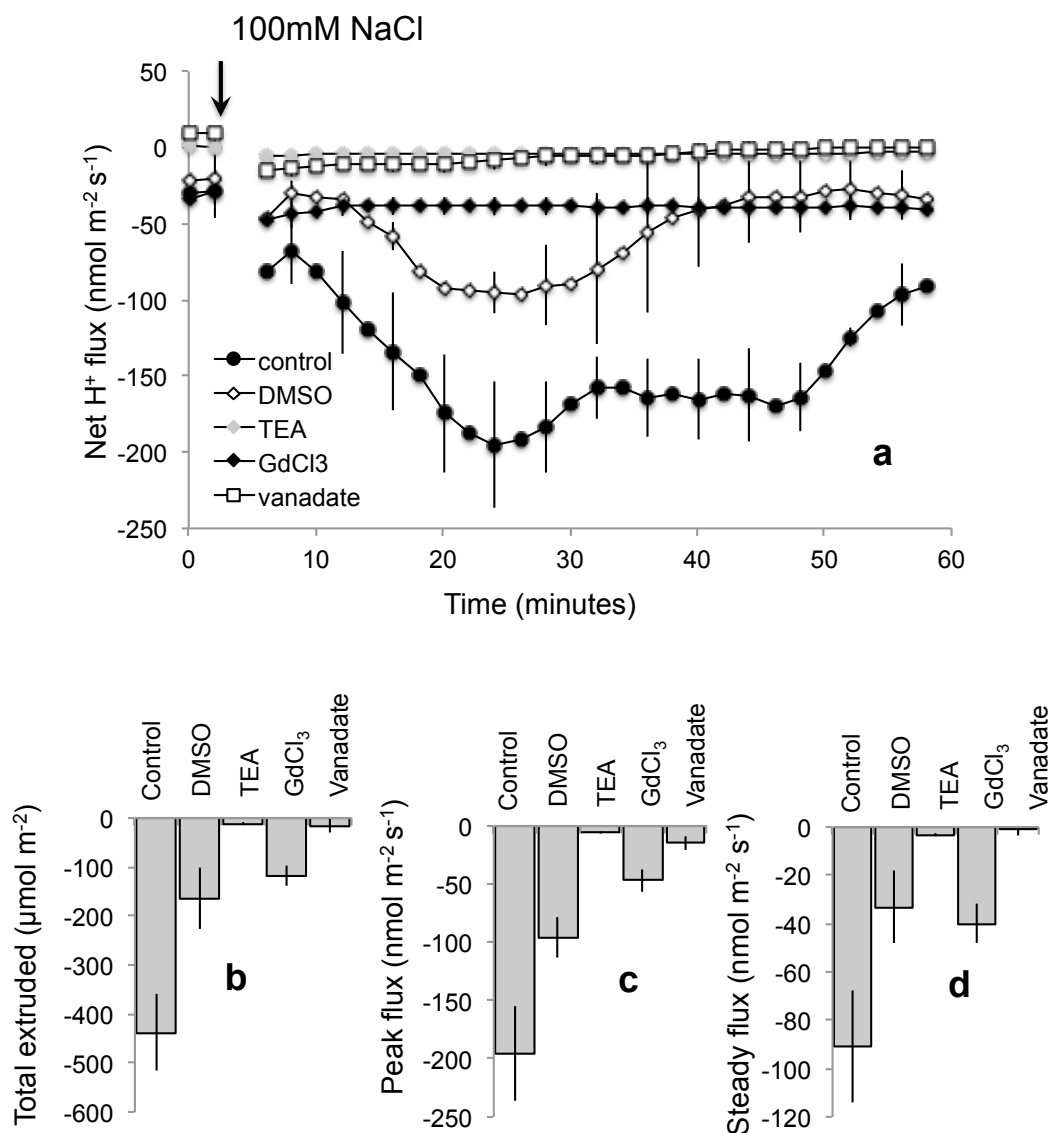 100mM NaCl
Net H⁺ flux (nmol m⁻² s⁻¹)
50
0
-50
-100
-150
-200
-250
control
DMSO
TEA
GdCl3
vanadate
a
0
10
20
30
40
50
60
Time (minutes)
Total extruded (µmol m⁻²)
Control
DMSO
TEA
GdCl₃
Vanadate
0
-100
-200
-300
-400
-500
-600
b
Peak flux (nmol m⁻² s⁻¹)
Control
DMSO
TEA
GdCl₃
Vanadate
0
-50
-100
-150
-200
-250
c
Steady flux (nmol m⁻² s⁻¹)
Control
DMSO
TEA
GdCl₃
Vanadate
0
-20
-40
-60
-80
-100
-120
d